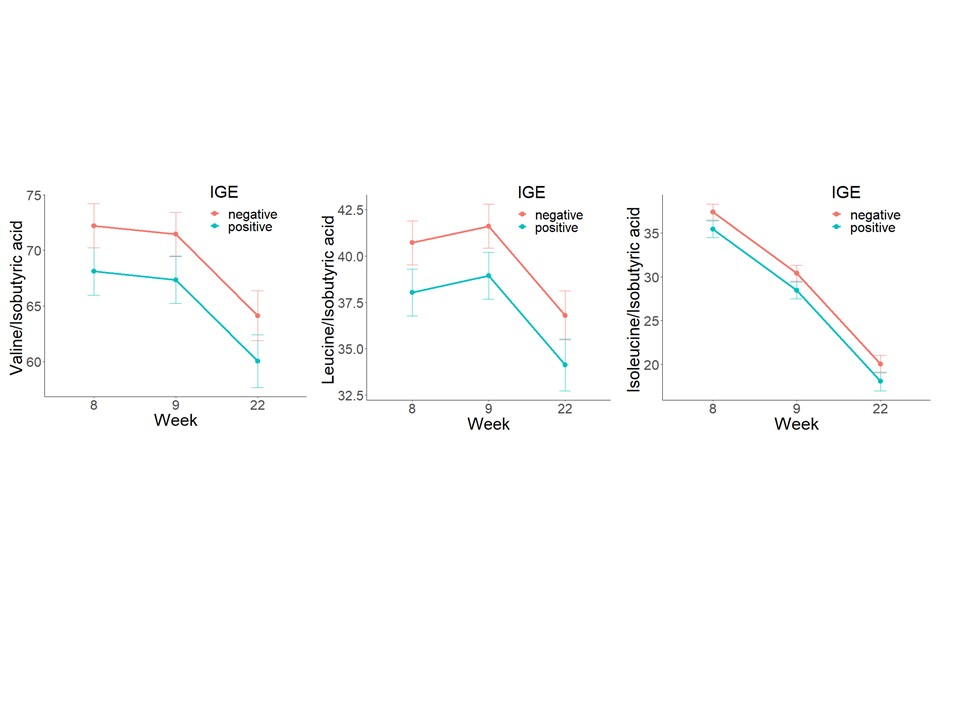 Valine/Isobutyric acid
75
70
65
60
IGE
negative
positive
8 9 22
Week
Leucine/Isobutyric acid
42.5
40.0
37.5
35.0
32.5
IGE
negative
positive
8 9 22
Week
Isoleucine/Isobutyric acid
35
30
25
20
IGE
negative
positive
8 9 22
Week